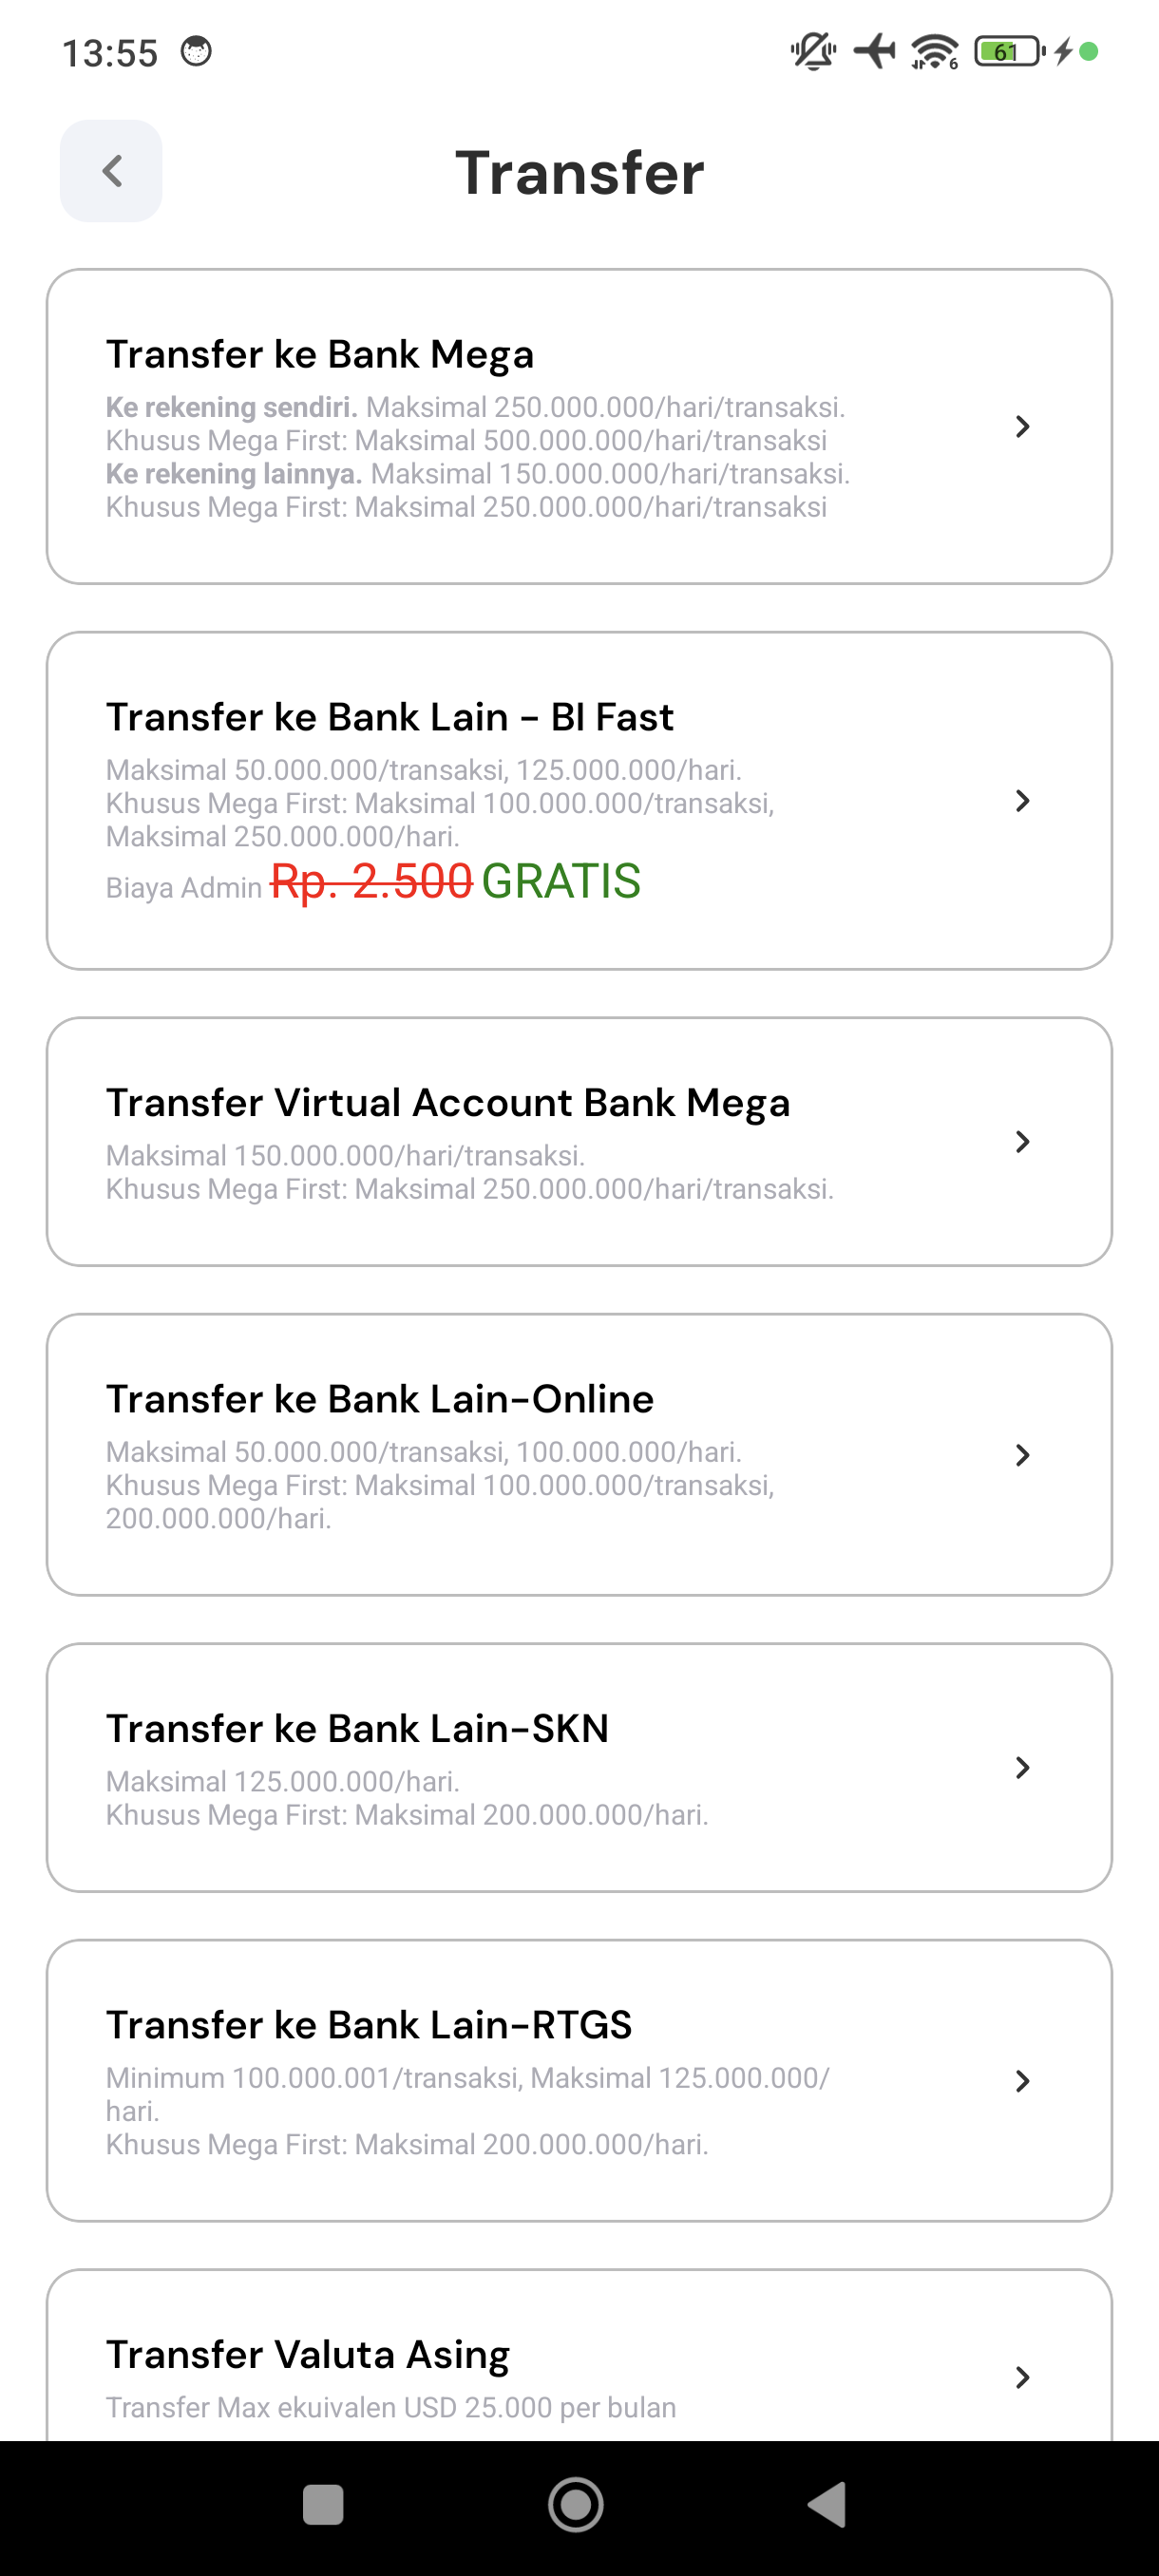 13:55
6
61
Transfer
Transfer ke Bank Mega
Ke rekening sendiri. Maksimal 250.000.000/hari/transaksi.
Khusus Mega First: Maksimal 500.000.000/hari/transaksi
Ke rekening lainnya. Maksimal 150.000.000/hari/transaksi.
Khusus Mega First: Maksimal 250.000.000/hari/transaksi
Transfer ke Bank Lain - BI Fast
Maksimal 50.000.000/transaksi, 125.000.000/hari.
Khusus Mega First: Maksimal 100.000.000/transaksi,
Maksimal 250.000.000/hari.
Biaya Admin Rp. 2.500 GRATIS
Transfer Virtual Account Bank Mega
Maksimal 150.000.000/hari/transaksi.
Khusus Mega First: Maksimal 250.000.000/hari/transaksi.
Transfer ke Bank Lain-Online
Maksimal 50.000.000/transaksi, 100.000.000/hari.
Khusus Mega First: Maksimal 100.000.000/transaksi,
200.000.000/hari.
Transfer ke Bank Lain-SKN
Maksimal 125.000.000/hari.
Khusus Mega First: Maksimal 200.000.000/hari.
Transfer ke Bank Lain-RTGS
Minimum 100.000.001/transaksi, Maksimal 125.000.000/
hari.
Khusus Mega First: Maksimal 200.000.000/hari.
Transfer Valuta Asing
Transfer Max ekuivalen USD 25.000 per bulan